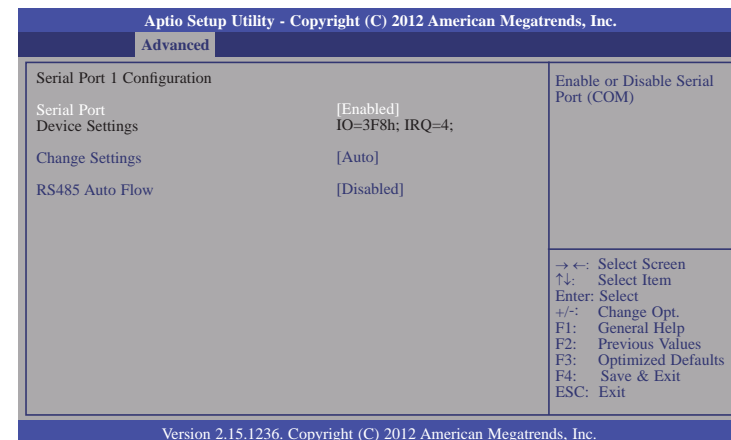 Aptio Setup Utility - Copyright (C) 2012 American Megatrends, Inc.
Advanced
Serial Port 1 Configuration
Serial Port [Enabled]
Device Settings IO=3F8h; IRQ=4;
Change Settings [Auto]
RS485 Auto Flow [Disabled]
Enable or Disable Serial
Port (COM)
→ ←: Select Screen
↑↓: Select Item
Enter: Select
+/-: Change Opt.
F1: General Help
F2: Previous Values
F3: Optimized Defaults
F4: Save & Exit
ESC: Exit
Version 2.15.1236. Copyright (C) 2012 American Megatrends, Inc.